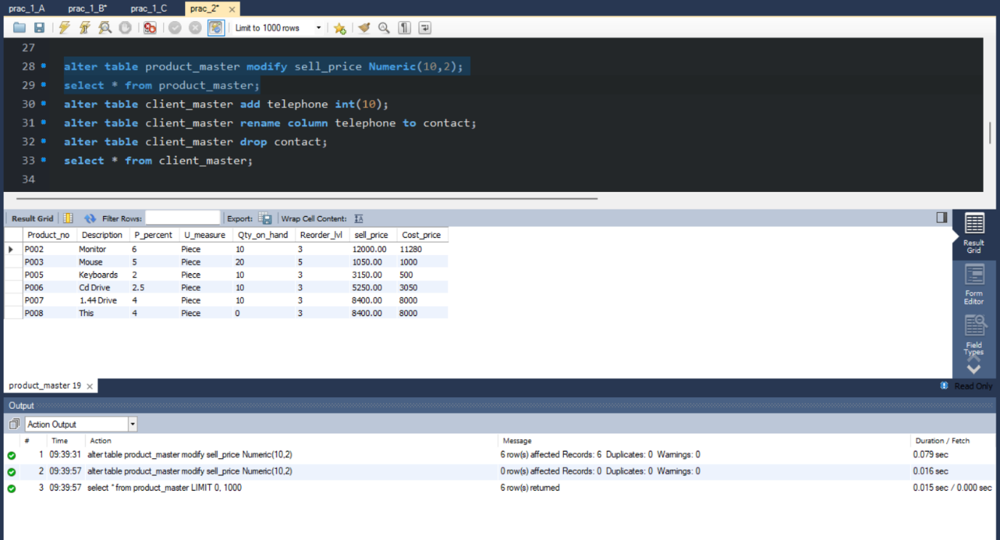 prac_1_A prac_1_B* prac_1_C prac_2* ×
Limit to 1000 rows
27
28 alter table product_master modify sell_price Numeric(10,2);
29 select * from product_master;
30 alter table client_master add telephone int(10);
31 alter table client_master rename column telephone to contact;
32 alter table client_master drop contact;
33 select * from client_master;
34
Result Grid Filter Rows: Export: Wrap Cell Content:
Product_no Description P_percent U_measure Qty_on_hand Reorder_lvl sell_price Cost_price
P002 Monitor 6 Piece 10 3 12000.00 11280
P003 Mouse 5 Piece 20 5 1050.00 1000
P005 Keyboards 2 Piece 10 3 3150.00 500
P006 Cd Drive 2.5 Piece 10 3 5250.00 3050
P007 1.44 Drive 4 Piece 10 3 8400.00 8000
P008 This 4 Piece 0 3 8400.00 8000
Result
Grid
Form
Editor
Field
Types
product_master 19 ×
Read Only
Output
Action Output
# Time Action Message Duration / Fetch
1 09:39:31 alter table product_master modify sell_price Numeric(10,2) 6 row(s) affected Records: 6 Duplicates: 0 Warnings: 0 0.079 sec
2 09:39:57 alter table product_master modify sell_price Numeric(10,2) 0 row(s) affected Records: 0 Duplicates: 0 Warnings: 0 0.016 sec
3 09:39:57 select * from product_master LIMIT 0, 1000 6 row(s) returned 0.015 sec / 0.000 sec